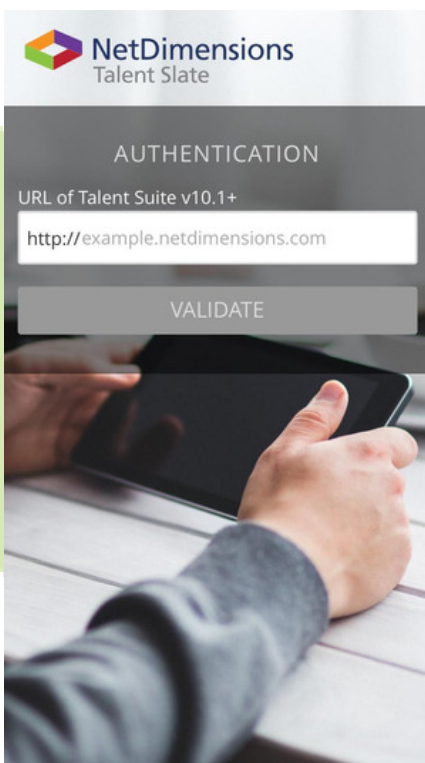 NetDimensions
Talent Slate
AUTHENTICATION
URL of Talent Suite v10.1+
http://example.netdimensions.com
VALIDATE